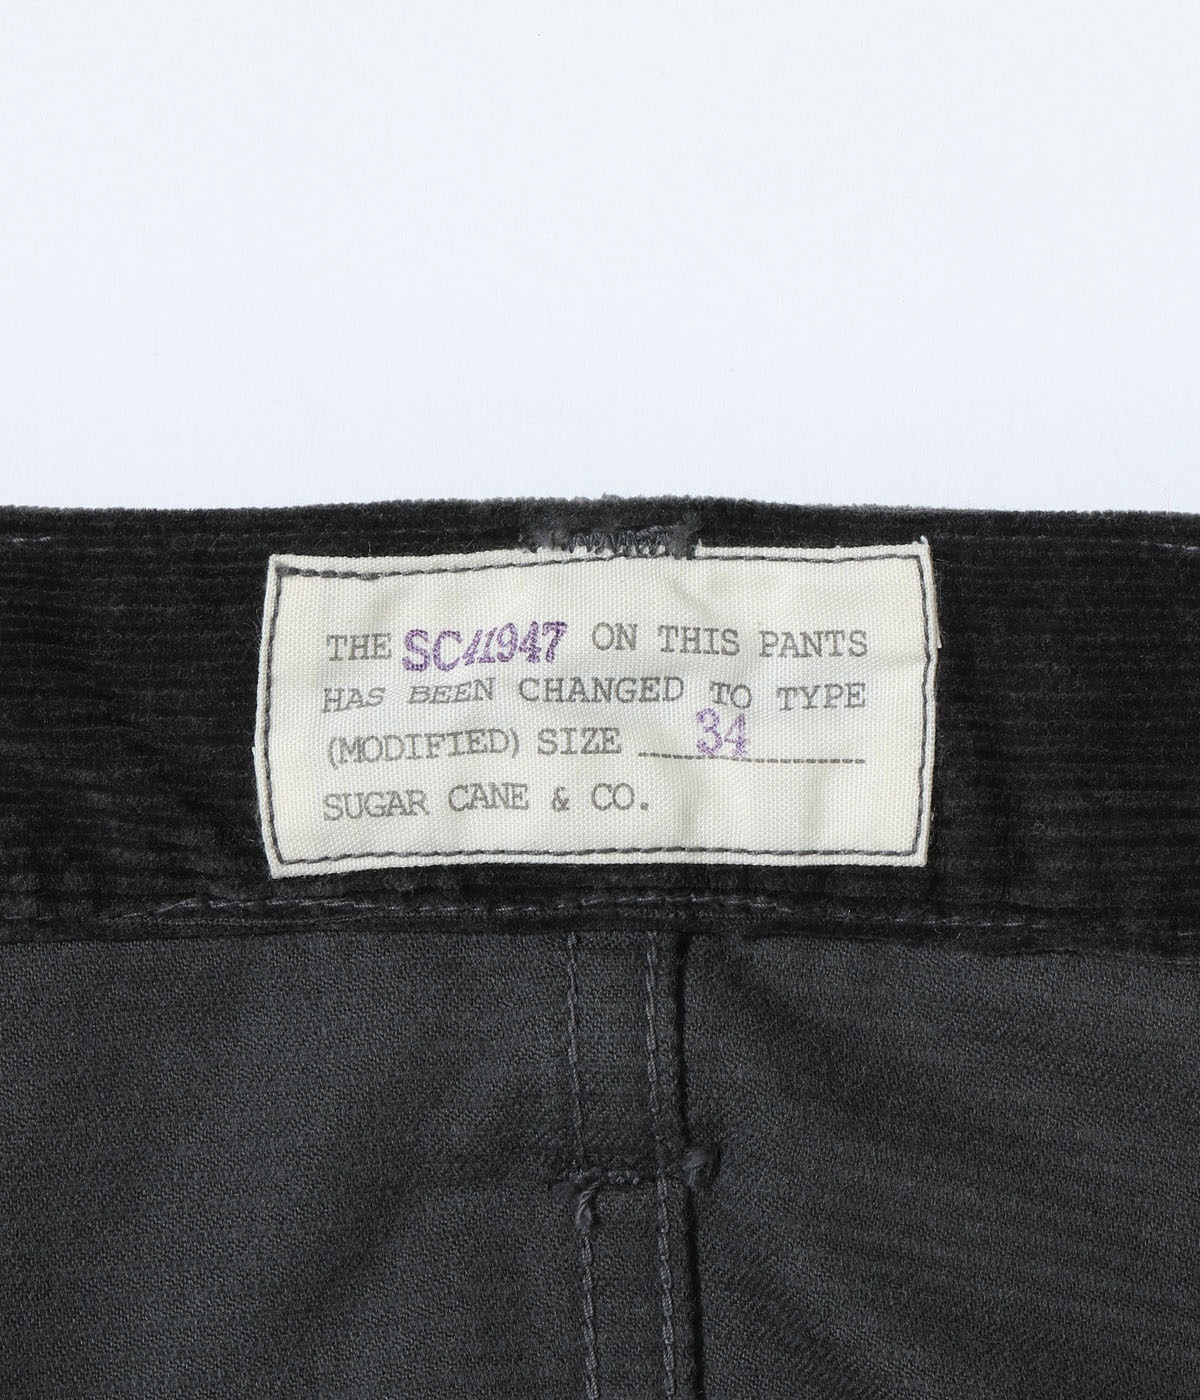 THE SC41947 ON THIS PANTS
HAS BEEN CHANGED TO TYPE
(MODIFIED) SIZE 34
SUGAR CANE & CO.